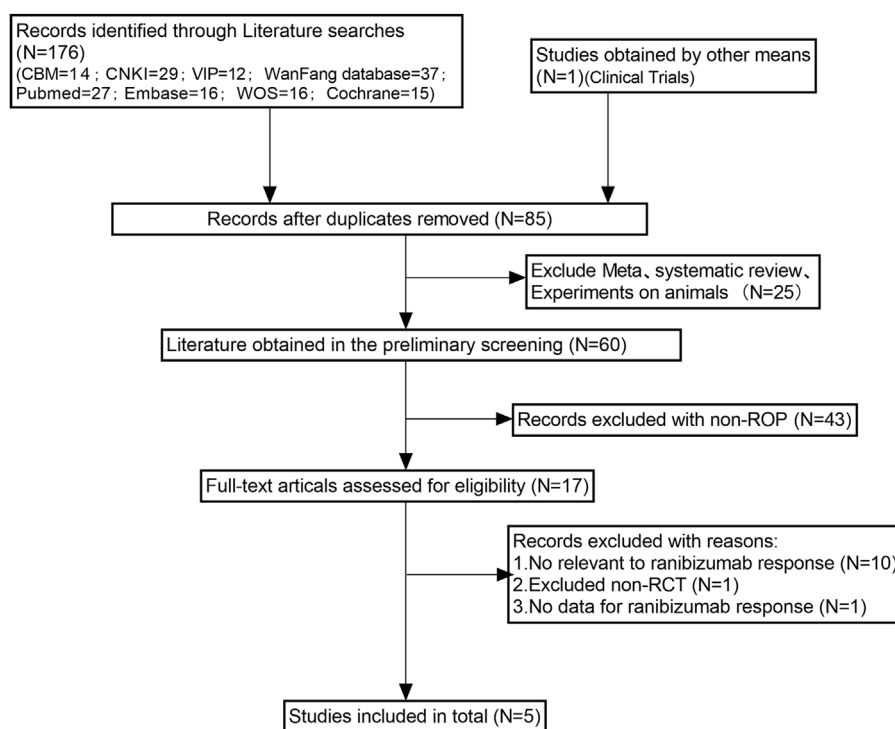 Records identified through Literature searches
(N=176)
(CBM=14；CNKI=29；VIP=12； WanFang database=37；
Pubmed=27；Embase=16； WOS=16； Cochrane=15)
Studies obtained by other means
(N=1)(Clinical Trials)
Records after duplicates removed (N=85)
Exclude Meta、systematic review、
Experiments on animals （N=25）
Literature obtained in the preliminary screening (N=60)
Records excluded with non-ROP (N=43)
Full-text articals assessed for eligibility (N=17)
Records excluded with reasons:
1.No relevant to ranibizumab response (N=10)
2.Excluded non-RCT (N=1)
3.No data for ranibizumab response (N=1)
Studies included in total (N=5)